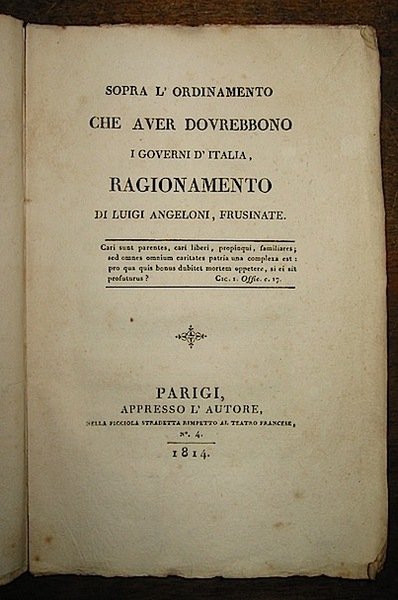 SOPRA L' ORDINAMENTO
CHE AVER DOVREBBONO
I GOVERNI D' ITALIA,
RAGIONAMENTO
DI LUIGI ANGELONI, FRUSINATE.
Cari sunt parentes, cari liberi, propinqui, familiares;
sed omnes omnium caritates patria una complexa est:
pro qua quis bonus dubitet mortem oppetere, si ei sit
profuturus? Cic. 1. Offic. c. 17.
PARIGI,
APPRESSO L' AUTORE,
NELLA PICCIOLA STRADETTA RIMPETTO AL TEATRO FRANCESE,
Nº. 4.
1814.